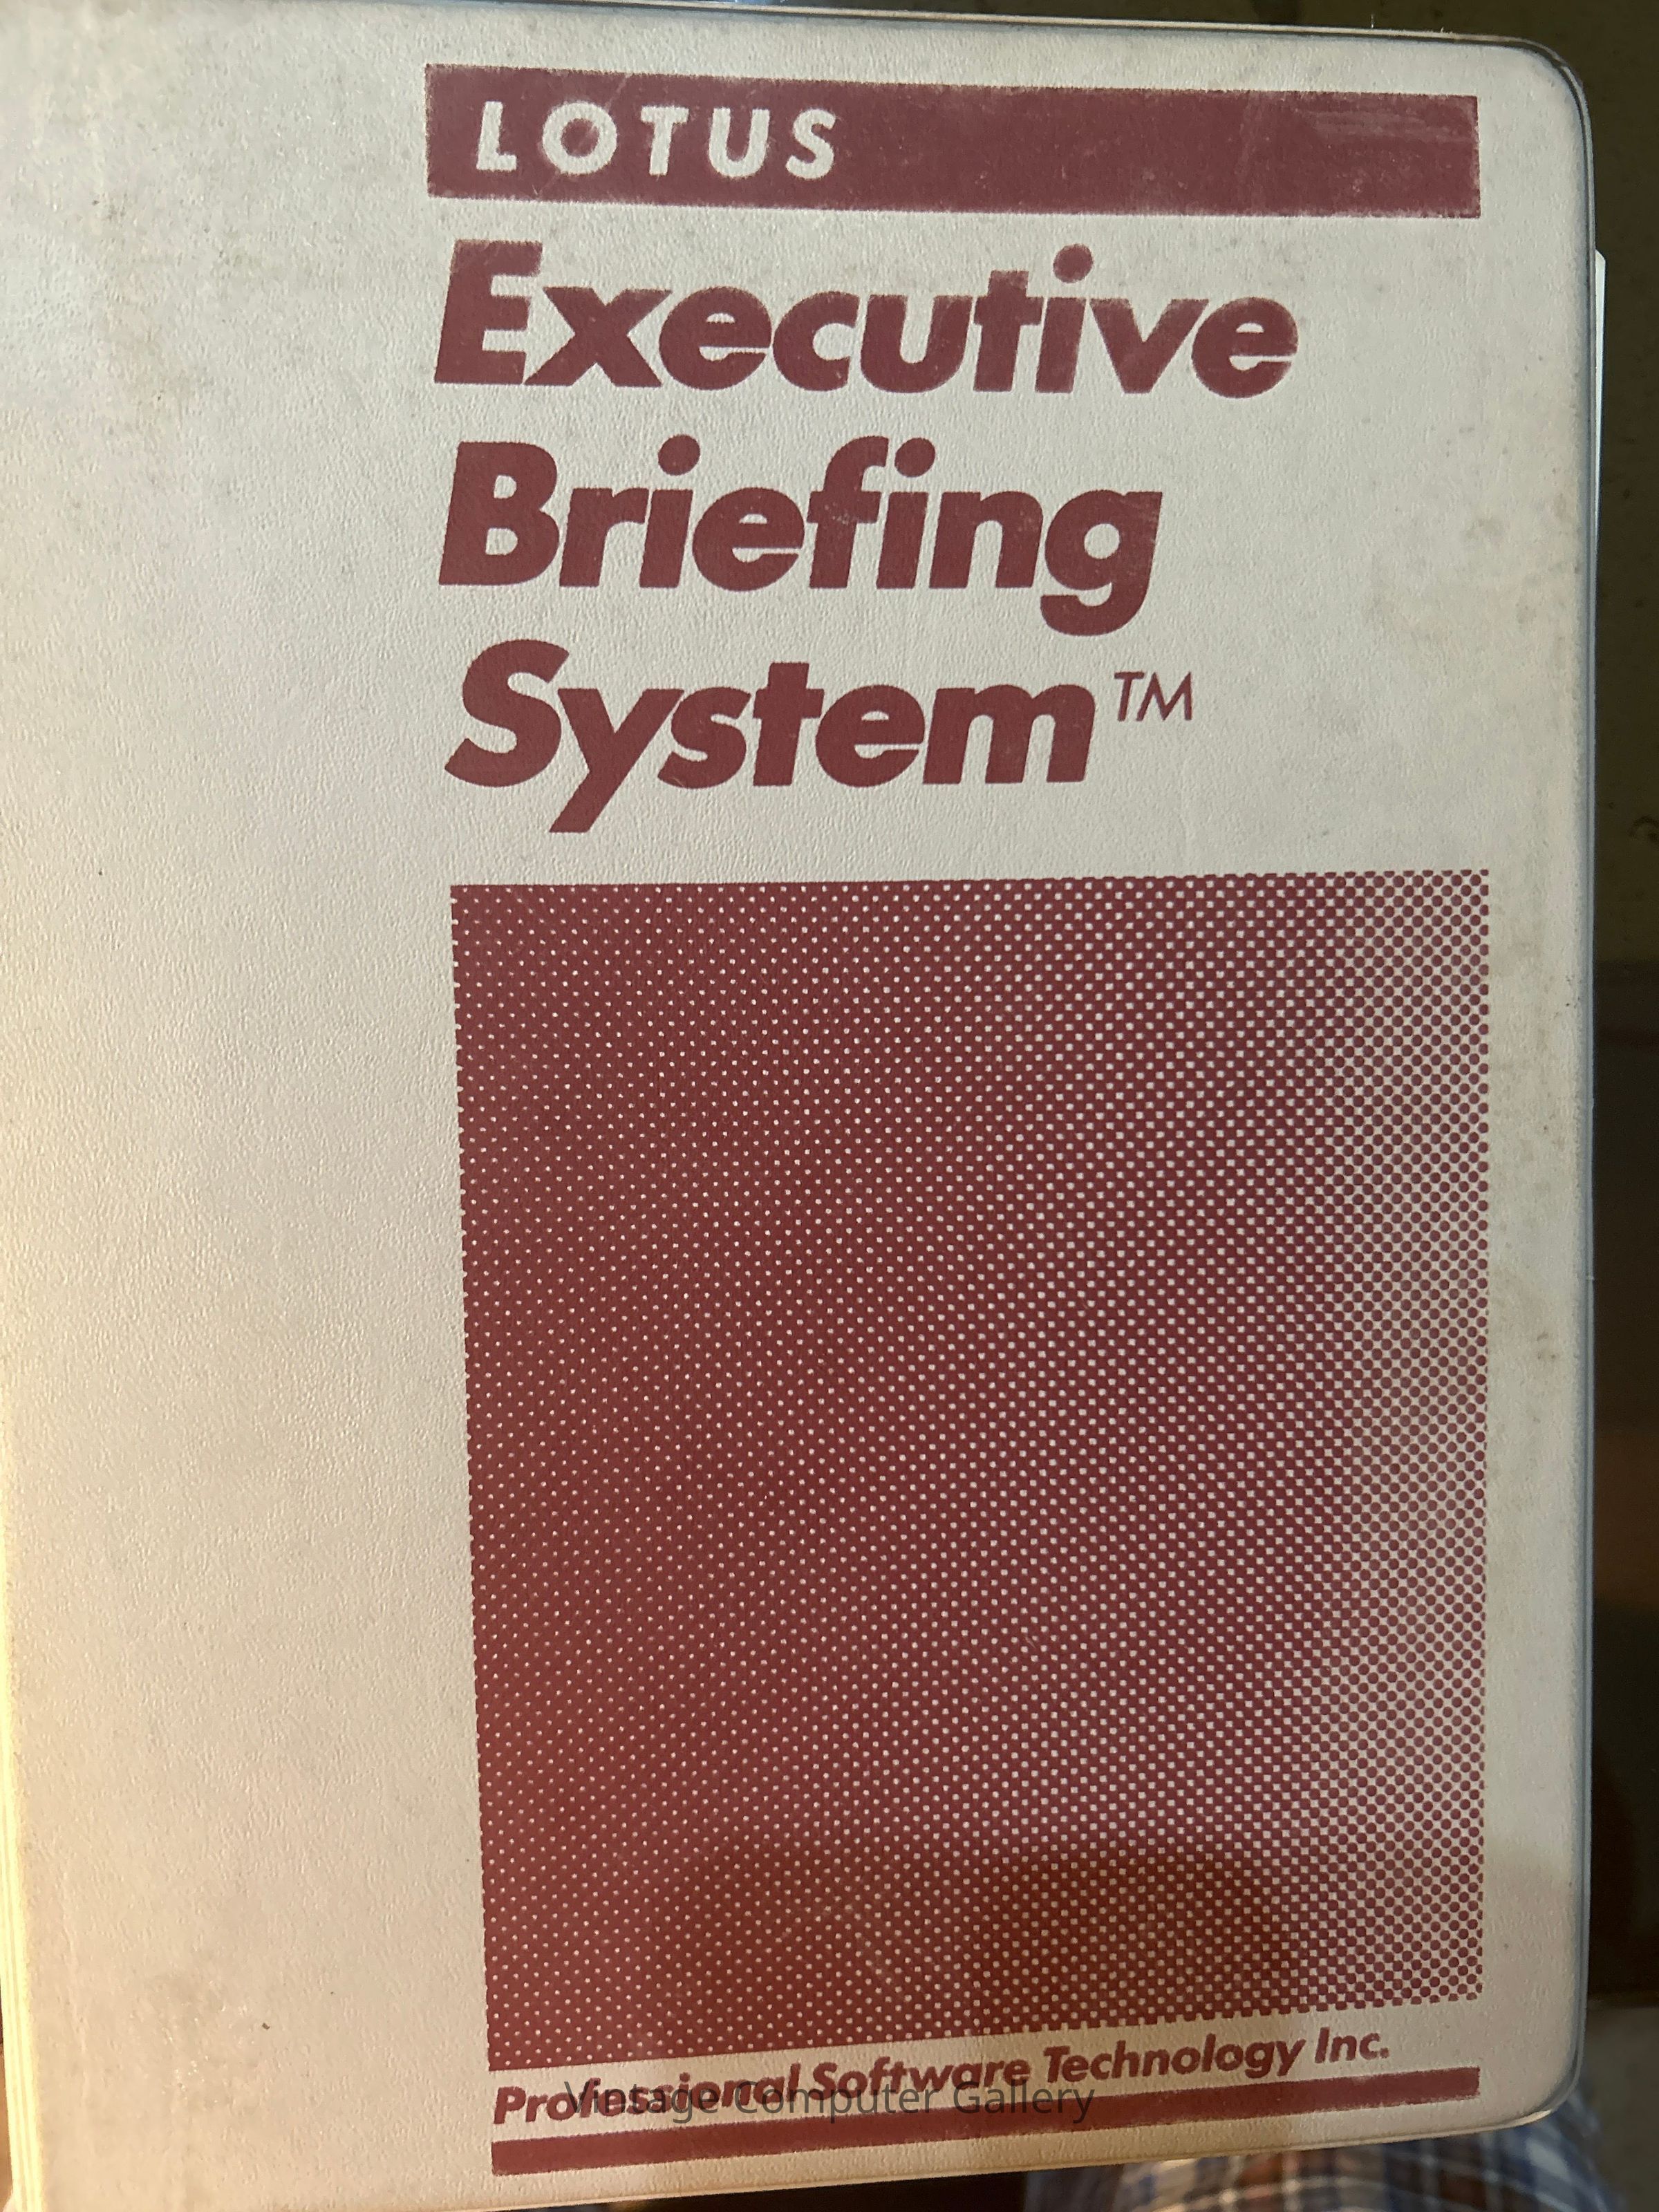 LOTUS
Executive
Briefing
System™
Professional Software Technology Inc.
Vintage Computer Gallery